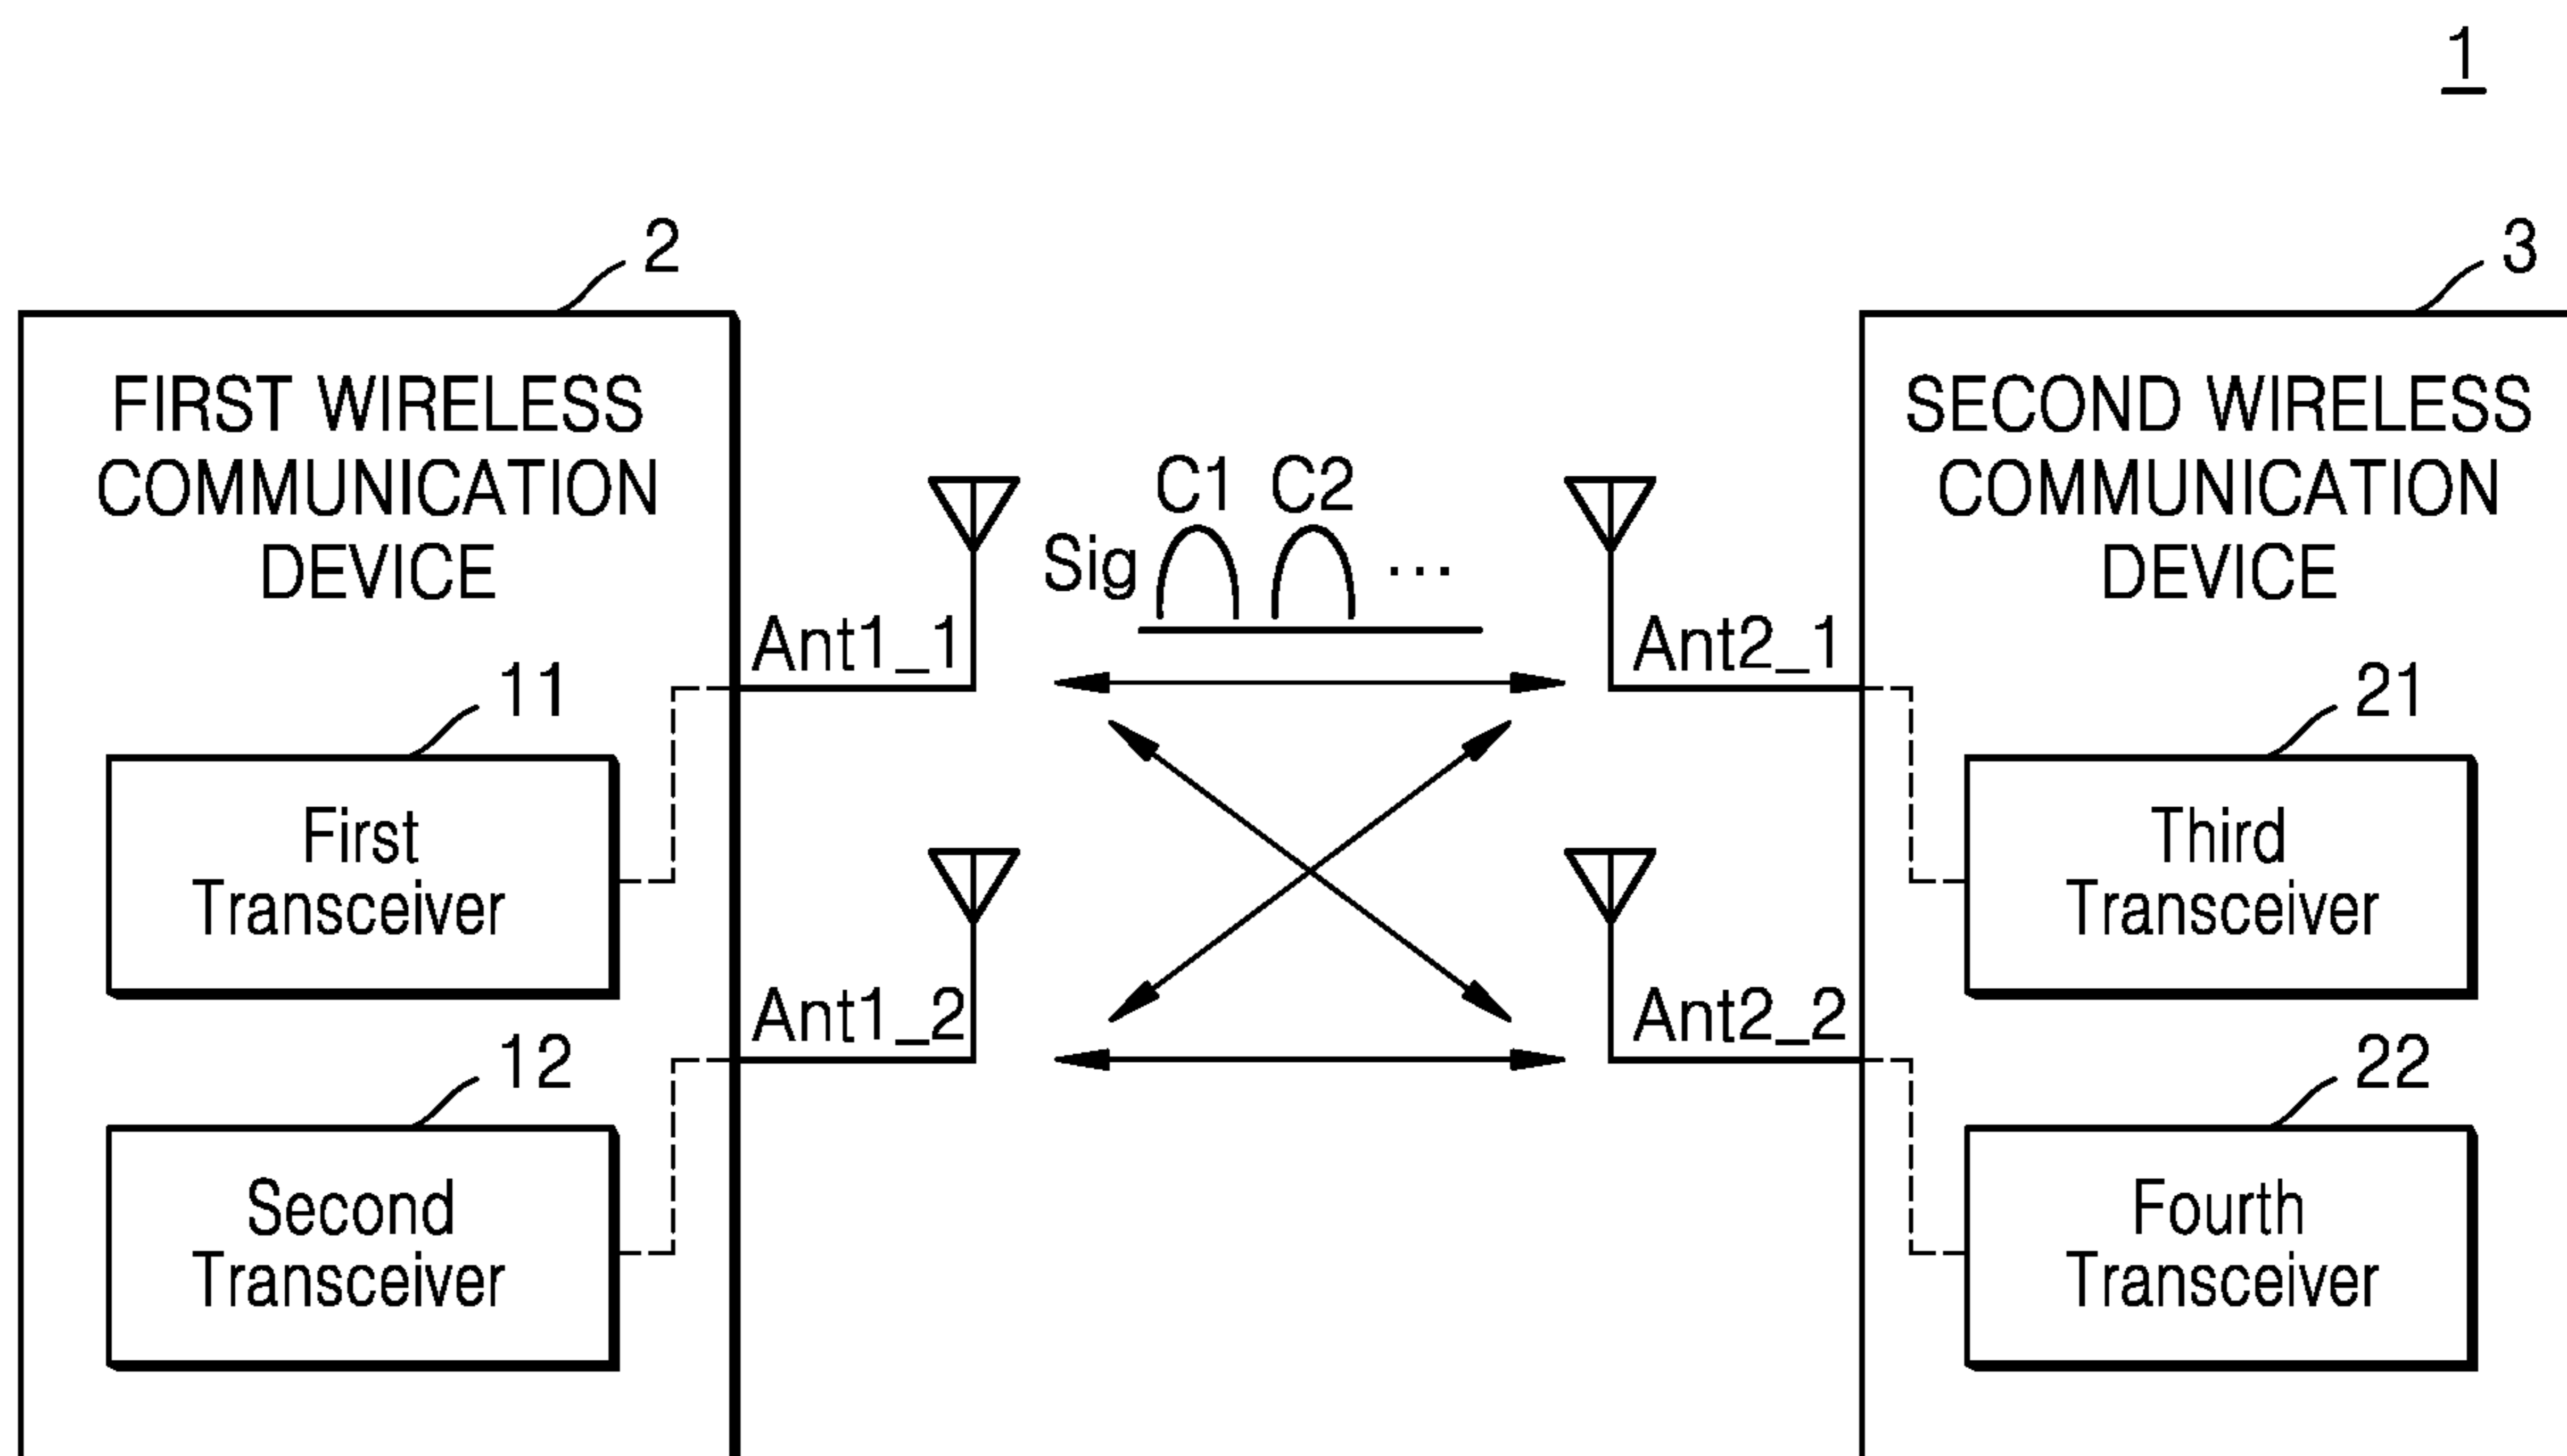 1
2
3
FIRST WIRELESS
COMMUNICATION
DEVICE
SECOND WIRELESS
COMMUNICATION
DEVICE
C1 C2
Sig ...
Ant1_1
Ant2_1
11
First
Transceiver
21
Third
Transceiver
Ant1_2
Ant2_2
12
Second
Transceiver
22
Fourth
Transceiver